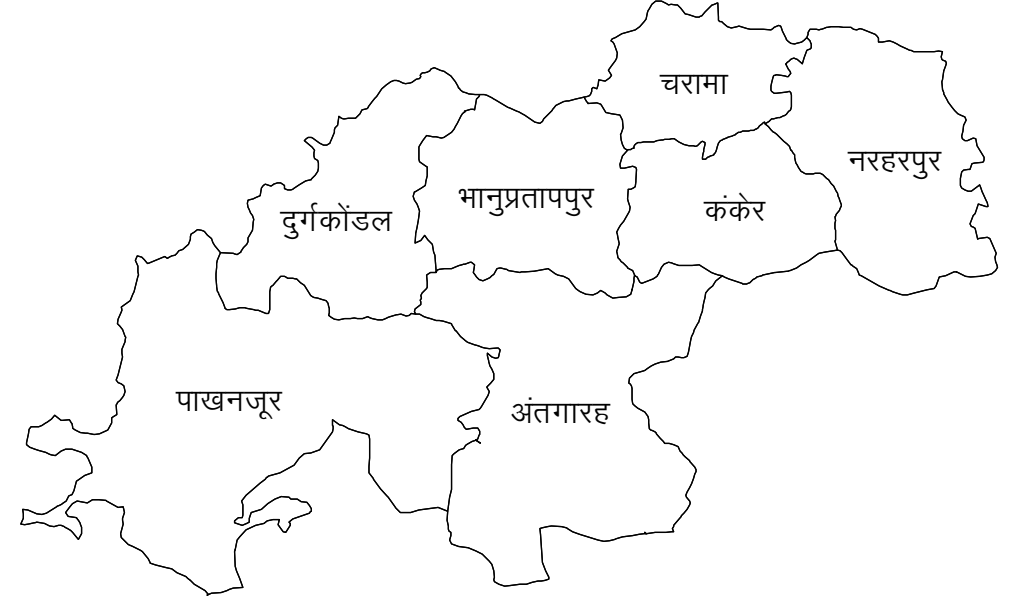 चरामा
नरहरपुर
भानुप्रतापपुर
कंकेर
दुर्गकोंडल
पाखनजूर
अंतगारह